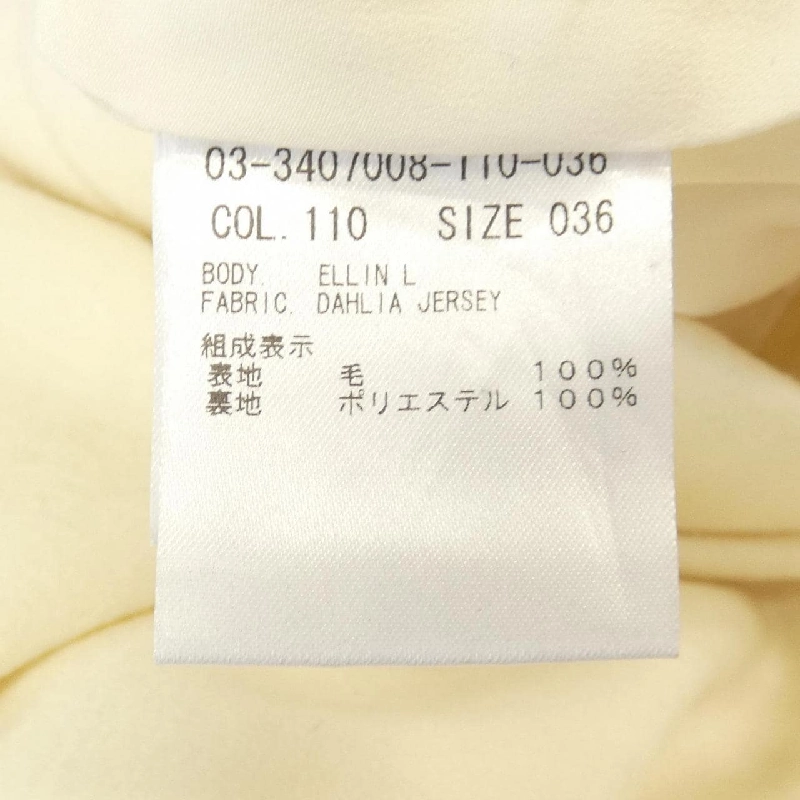 03-3407008-110-036
COL. 110 SIZE 036
BODY. ELLIN L
FABRIC. DAHLIA JERSEY
組成表示
表地 毛 100%
裏地 ポリエステル 100%